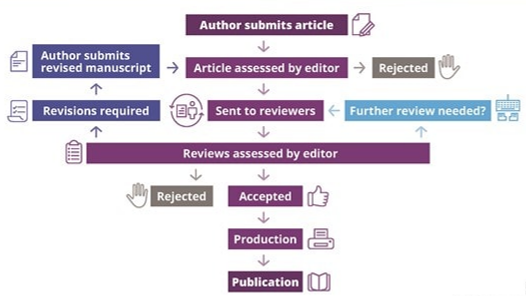 Author submits article
Author submits
revised manuscript
Article assessed by editor
Rejected
Revisions required
Sent to reviewers
Further review needed?
Reviews assessed by editor
Rejected
Accepted
Production
Publication